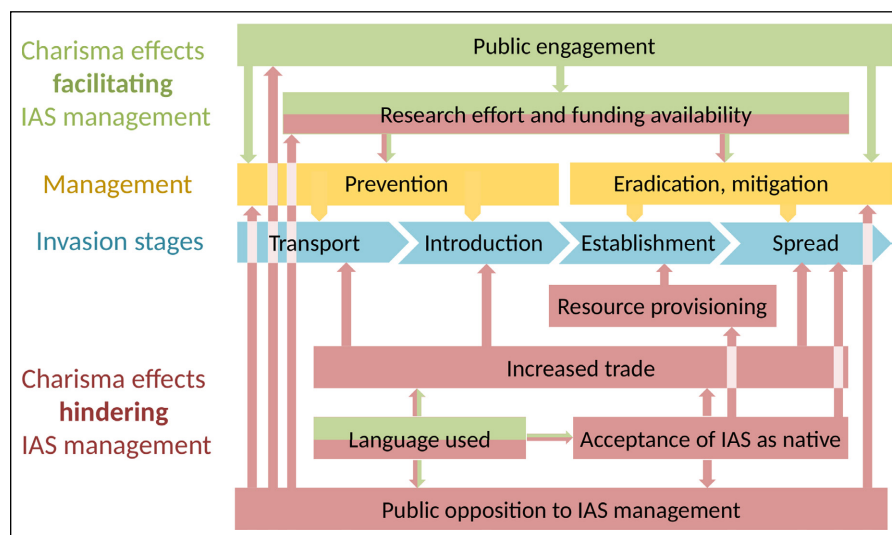 Charisma effects
facilitating
IAS management
Public engagement
Research effort and funding availability
Management
Prevention
Eradication, mitigation
Invasion stages
Transport
Introduction
Establishment
Spread
Resource provisioning
Charisma effects
hindering
IAS management
Increased trade
Language used
Acceptance of IAS as native
Public opposition to IAS management